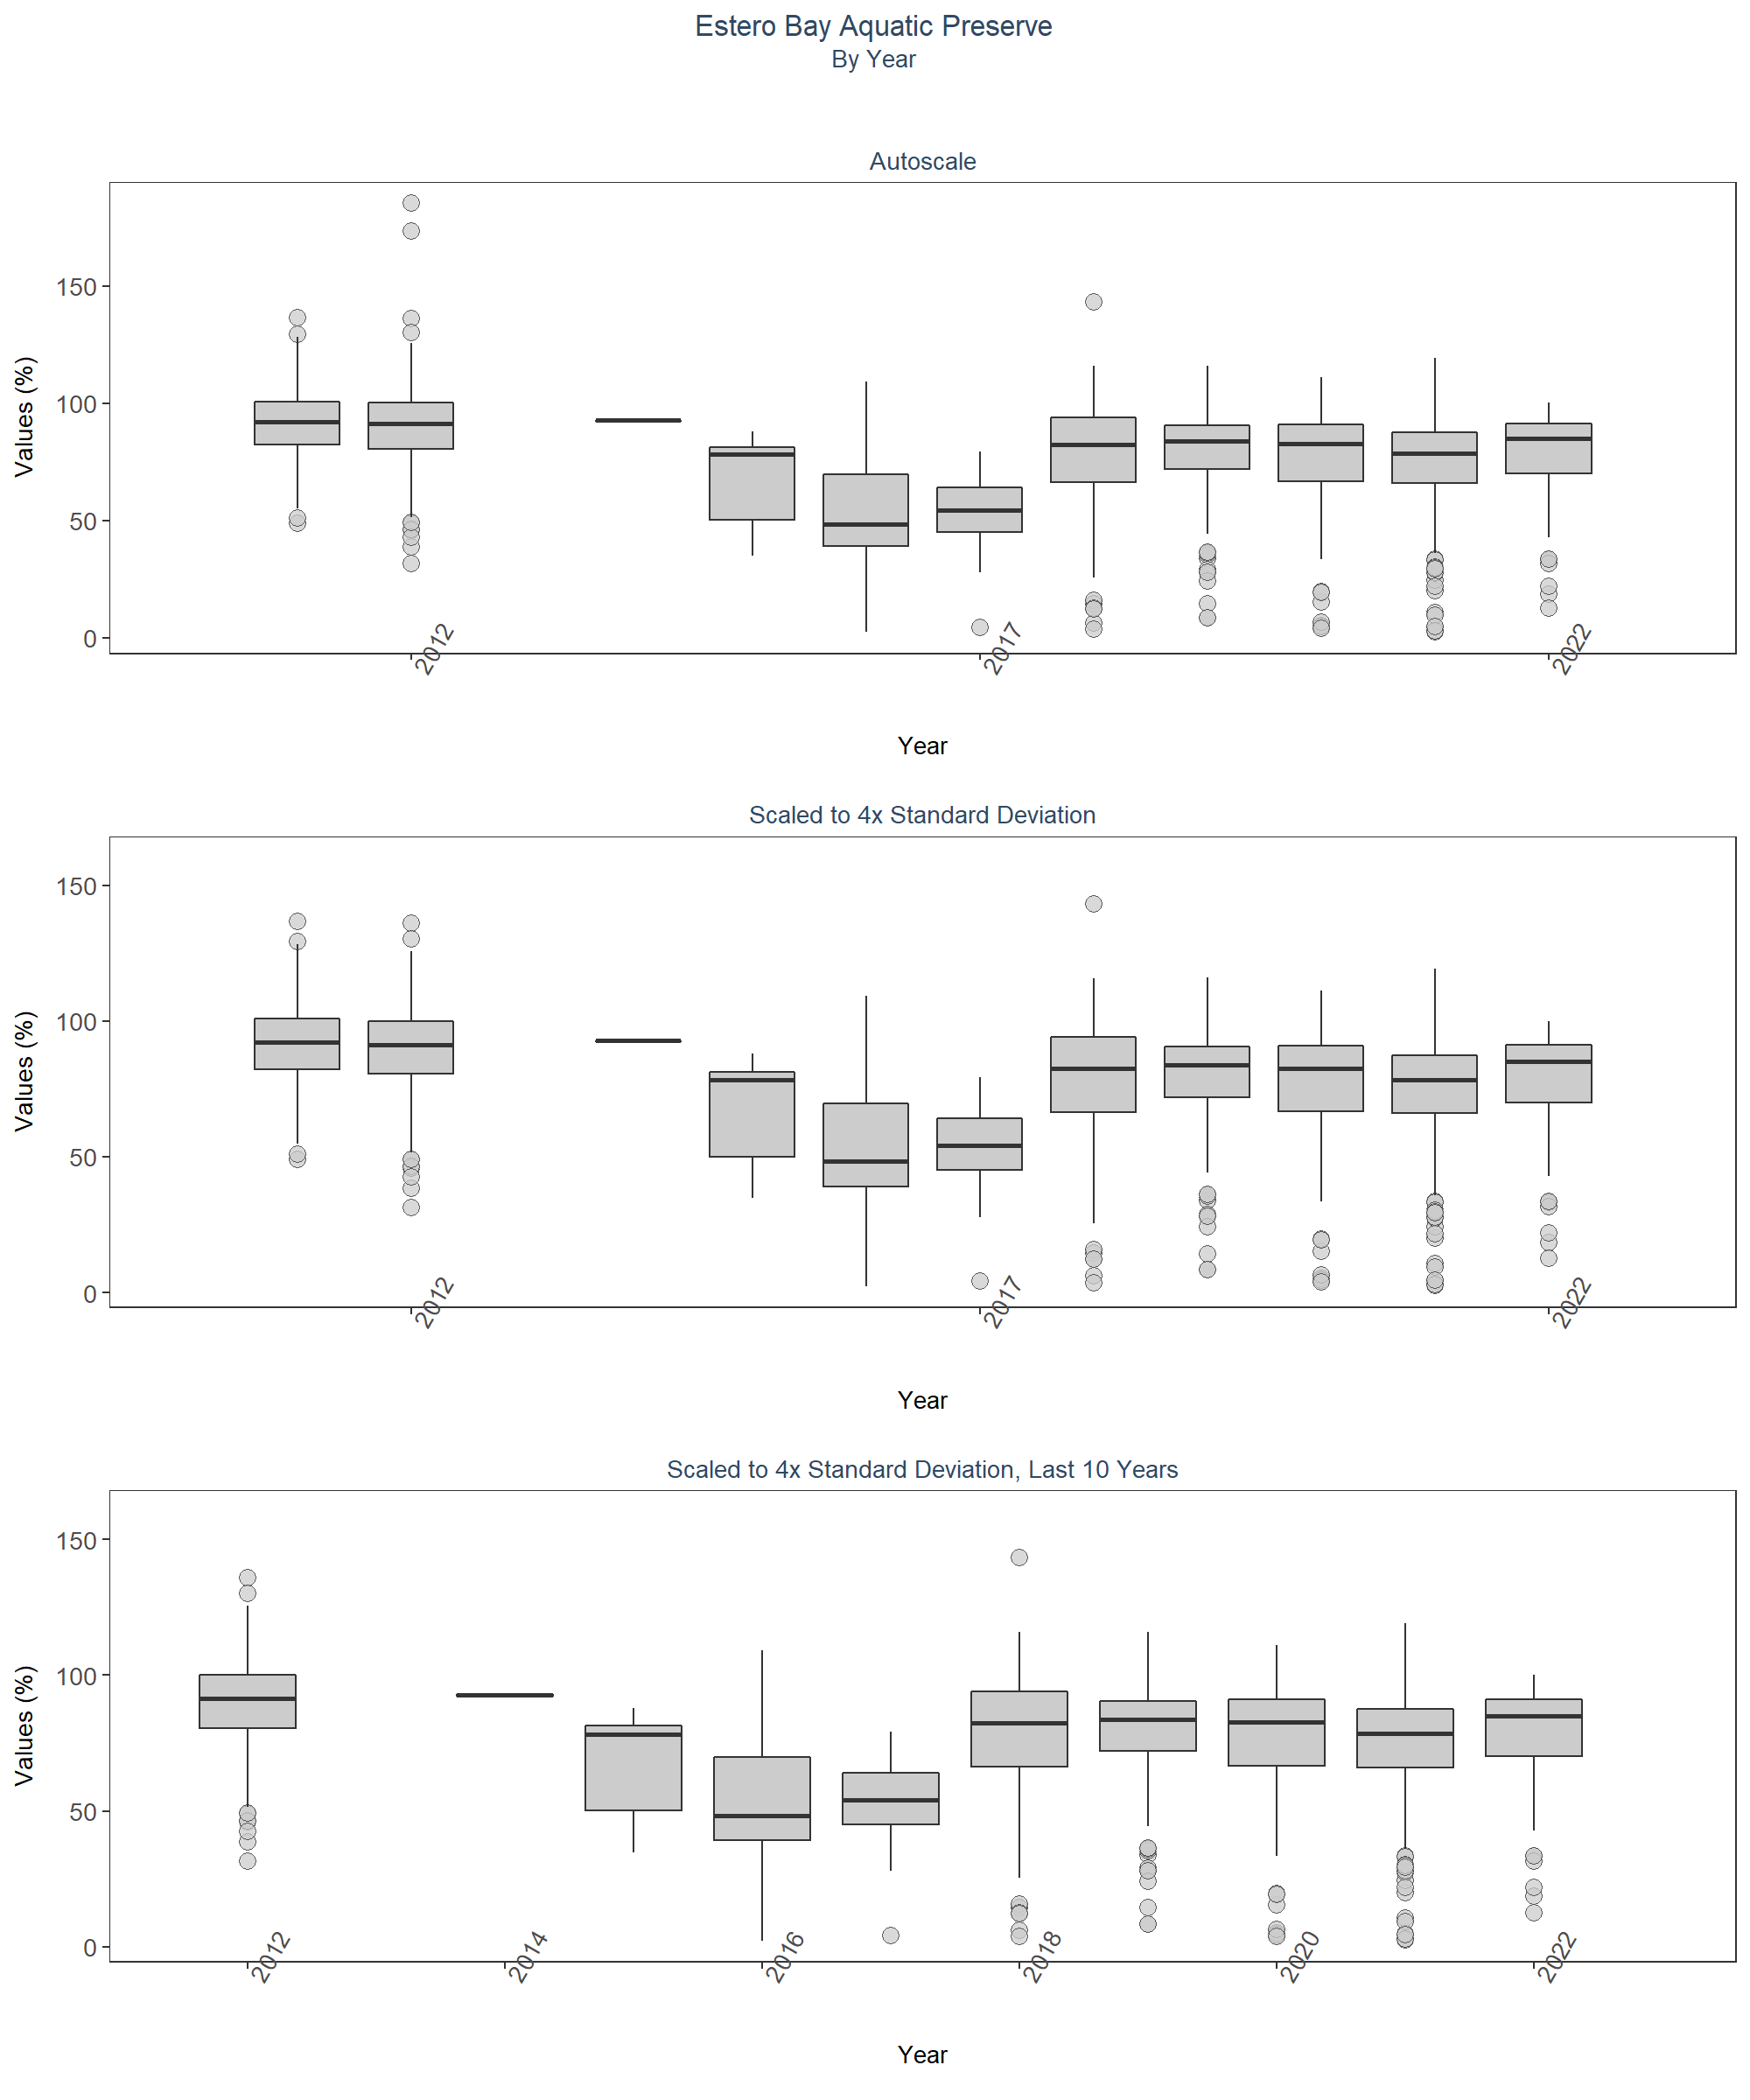 Estero Bay Aquatic Preserve
By Year
Autoscale
Values (%)
150
100
50
0
2012
2017
2022
Year
Scaled to 4x Standard Deviation
Values (%)
150
100
50
0
2012
2017
2022
Year
Scaled to 4x Standard Deviation, Last 10 Years
Values (%)
150
100
50
0
2012
2014
2016
2018
2020
2022
Year